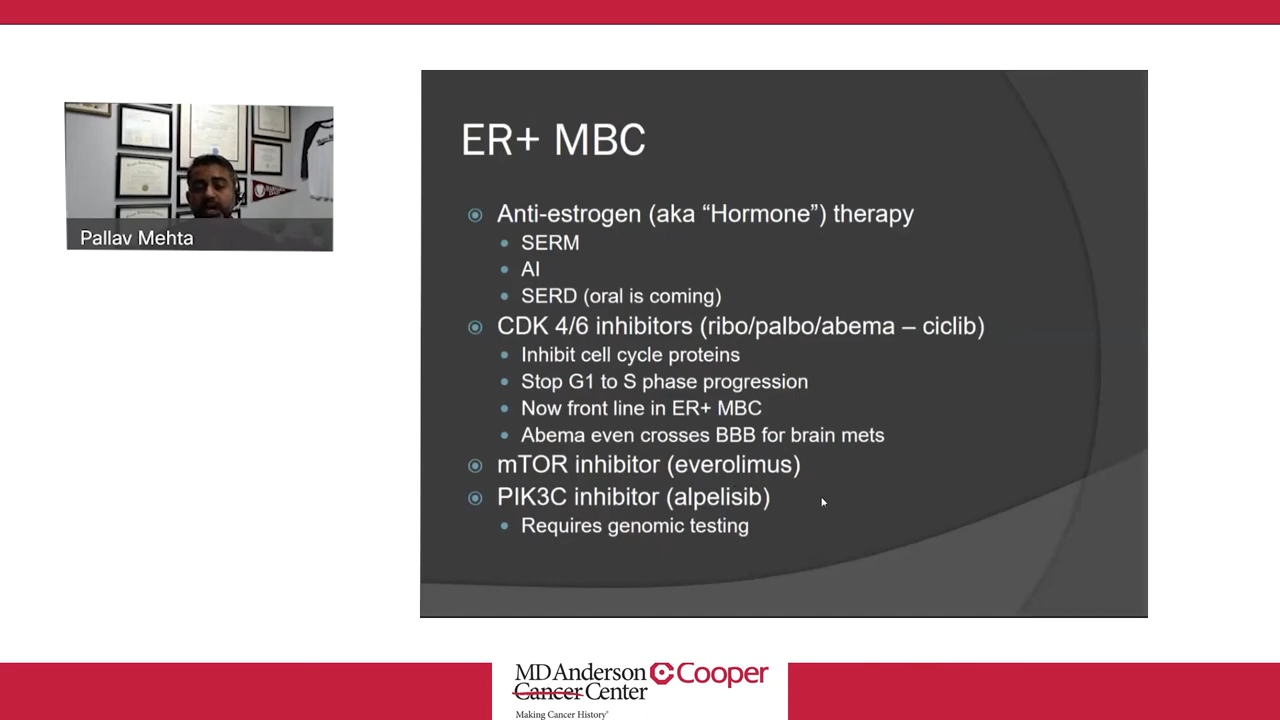 Pallav Mehta
ER+ MBC
Anti-estrogen (aka “Hormone”) therapy
SERM
AI
SERD (oral is coming)
CDK 4/6 inhibitors (ribo/palbo/abema – ciclib)
Inhibit cell cycle proteins
Stop G1 to S phase progression
Now front line in ER+ MBC
Abema even crosses BBB for brain mets
mTOR inhibitor (everolimus)
PIK3C inhibitor (alpelisib)
Requires genomic testing
MD Anderson Cooper
Cancer Center
Making Cancer History®